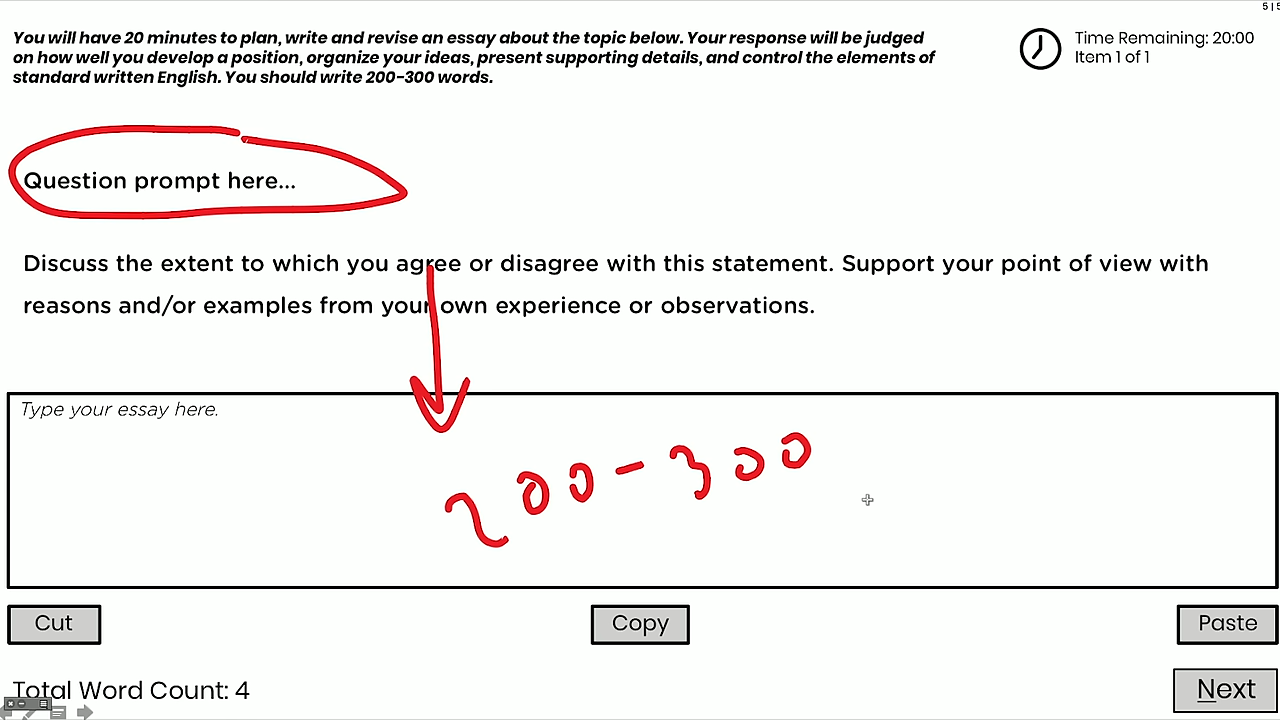 5 | 5
You will have 20 minutes to plan, write and revise an essay about the topic below. Your response will be judged
on how well you develop a position, organize your ideas, present supporting details, and control the elements of
standard written English. You should write 200-300 words.
Time Remaining: 20:00
Item 1 of 1
Question prompt here...
Discuss the extent to which you agree or disagree with this statement. Support your point of view with
reasons and/or examples from your own experience or observations.
Type your essay here.
200-300
Cut
Copy
Paste
Total Word Count: 4
Next